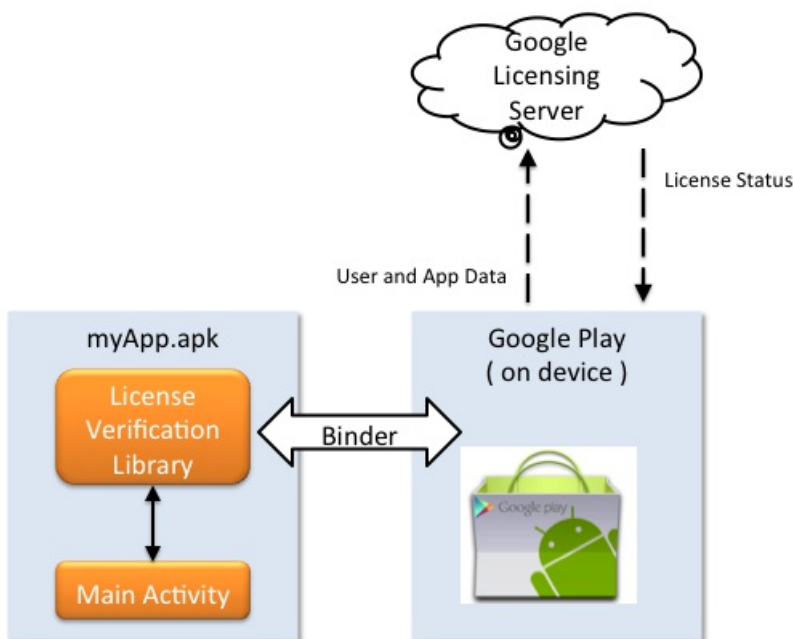 Google
Licensing
Server
License Status
User and App Data
myApp.apk
License
Verification
Library
Main Activity
Binder
Google Play
( on device )
Google play